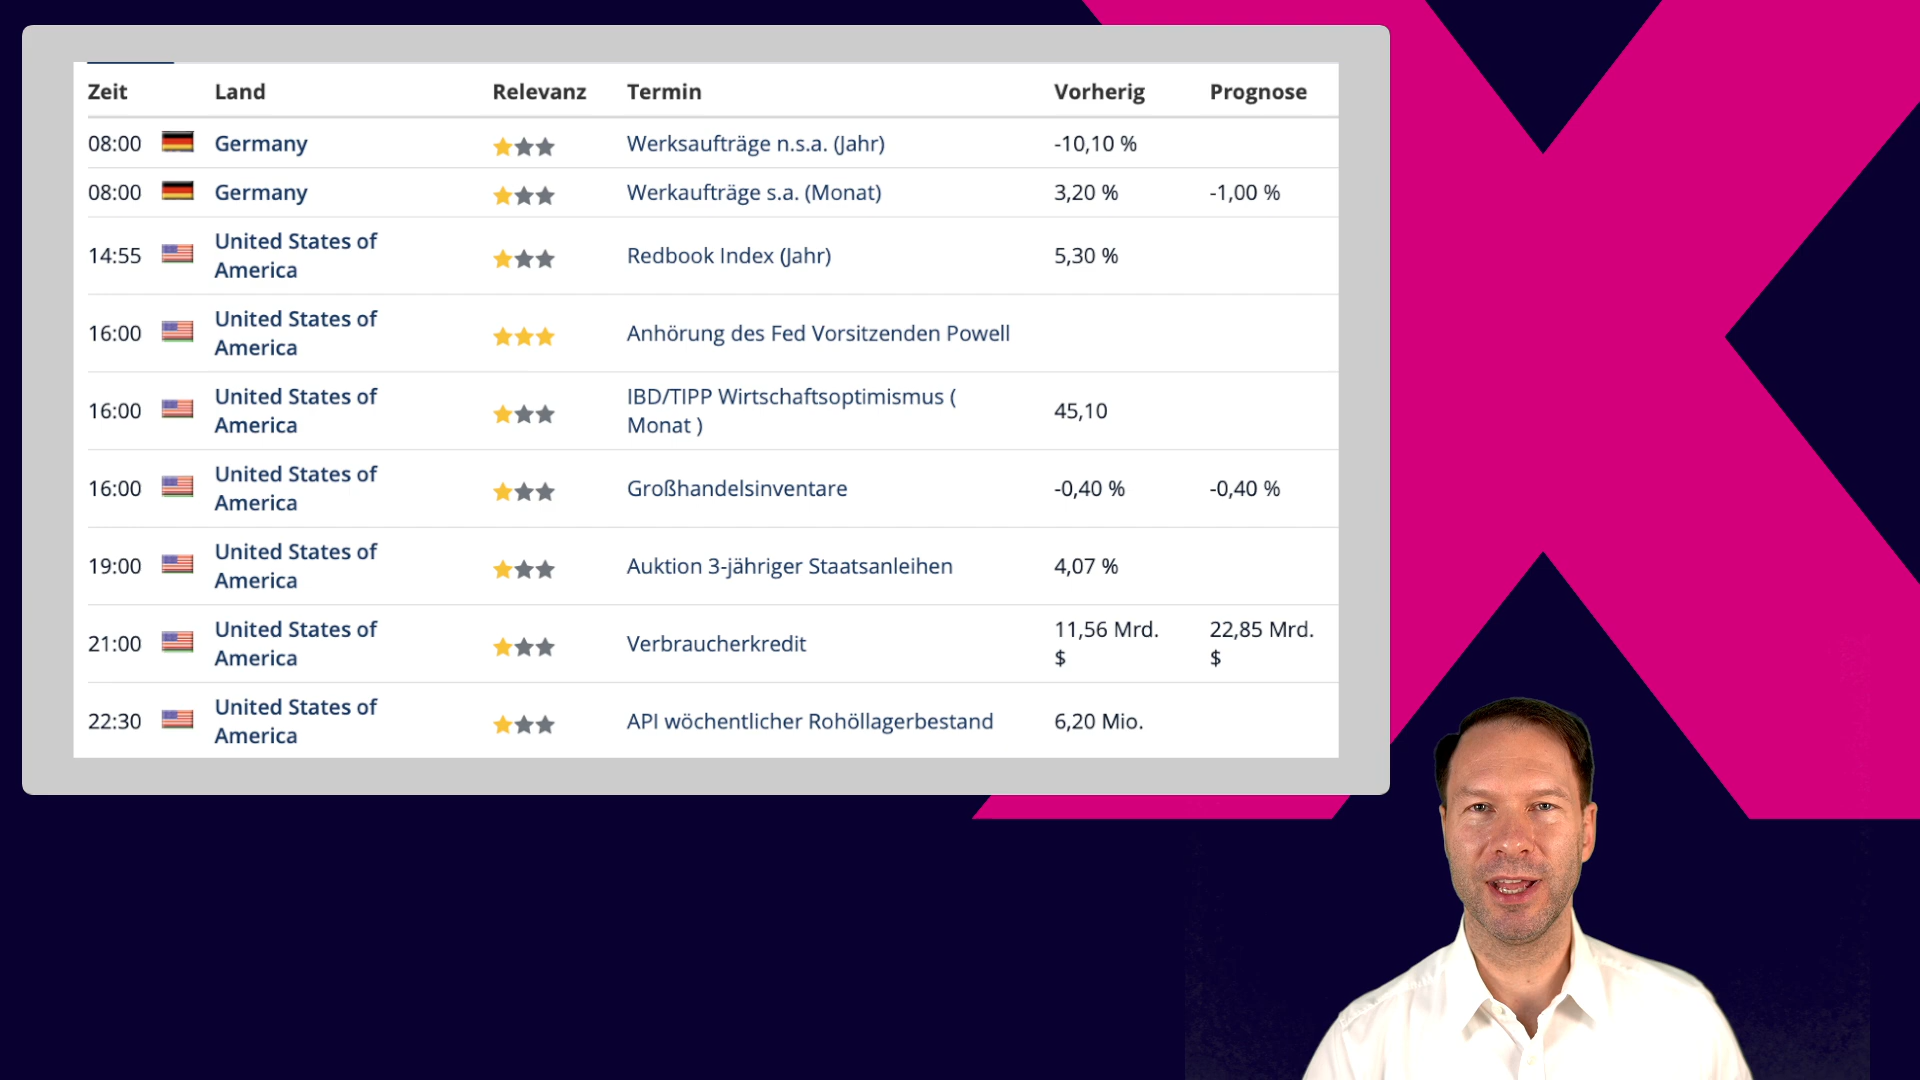 Zeit Land Relevanz Termin Vorherig Prognose
08:00 Germany Werksaufträge n.s.a. (Jahr) -10,10 %
08:00 Germany Werkaufträge s.a. (Monat) 3,20 % -1,00 %
14:55 United States of America Redbook Index (Jahr) 5,30 %
16:00 United States of America Anhörung des Fed Vorsitzenden Powell
16:00 United States of America IBD/TIPP Wirtschaftsoptimismus ( Monat ) 45,10
16:00 United States of America Großhandelsinventare -0,40 % -0,40 %
19:00 United States of America Auktion 3-jähriger Staatsanleihen 4,07 %
21:00 United States of America Verbraucherkredit 11,56 Mrd. $ 22,85 Mrd. $
22:30 United States of America API wöchentlicher Rohöllagerbestand 6,20 Mio.